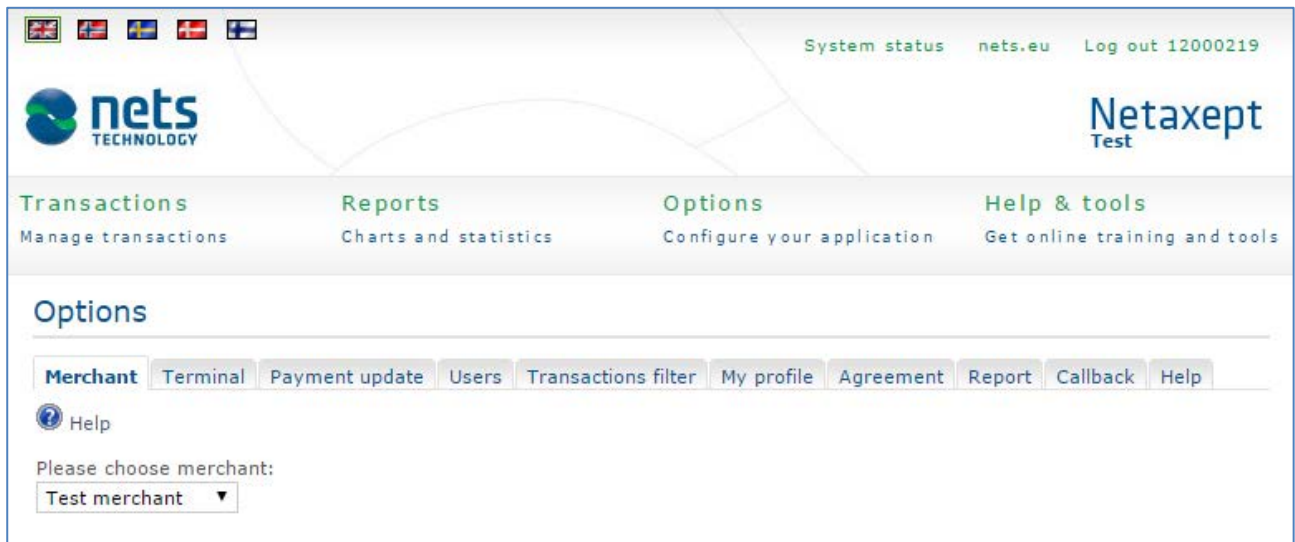 System status nets.eu Log out 12000219
nets
TECHNOLOGY
Netaxept
Test
Transactions Reports Options Help & tools
Manage transactions Charts and statistics Configure your application Get online training and tools
Options
Merchant Terminal Payment update Users Transactions filter My profile Agreement Report Callback Help
? Help
Please choose merchant:
Test merchant